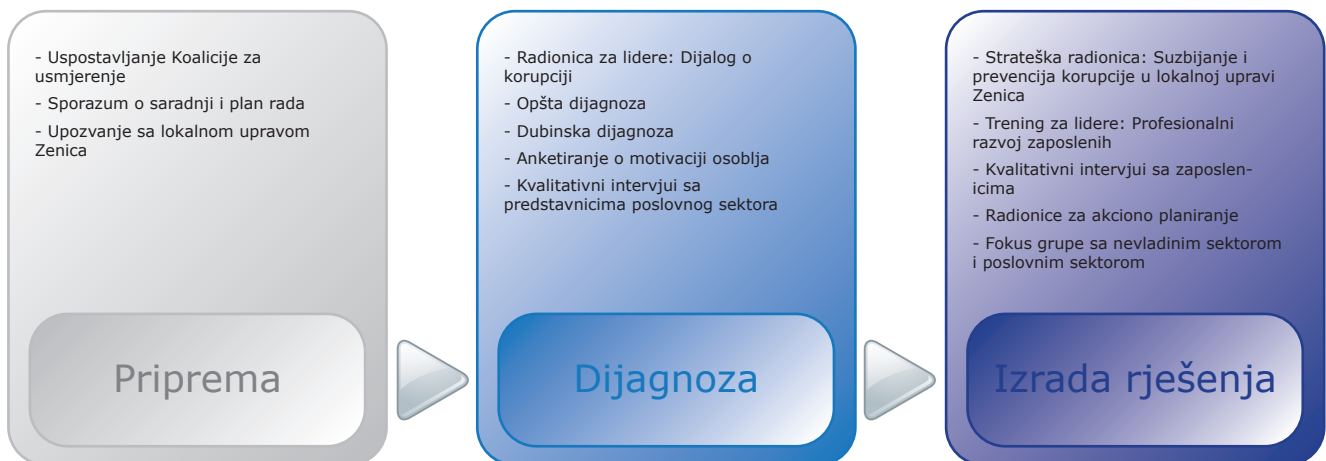 - Uspostavljanje Koalicije za
usmjerenje
- Sporazum o saradnji i plan rada
- Upozvanje sa lokalnom upravom
Zenica
Priprema
- Radionica za lidere: Dijalog o
korupciji
- Opšta dijagnoza
- Dubinska dijagnoza
- Anketiranje o motivaciji osoblja
- Kvalitativni intervjui sa
predstavnicima poslovnog sektora
Dijagnoza
- Strateška radionica: Suzbijanje i
prevencija korupcije u lokalnoj upravi
Zenica
- Trening za lidere: Profesionalni
razvoj zaposlenih
- Kvalitativni intervjui sa zaposlen-
icima
- Radionice za akciono planiranje
- Fokus grupe sa nevladinim sektorom
i poslovnim sektorom
Izrada rješenja